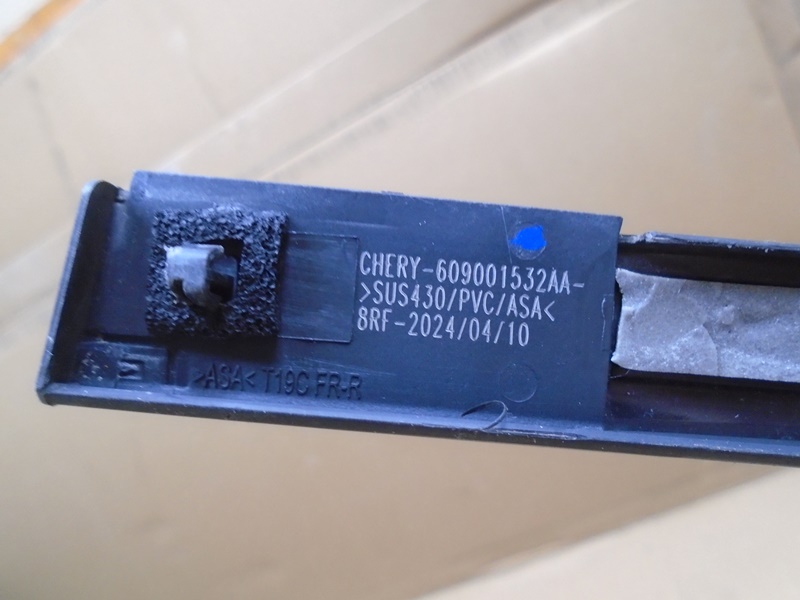 CHERY-609001532AA-
>SUS430/PVC/ASA<
8RF-2024/04/10
>ASA< T19C FR-R